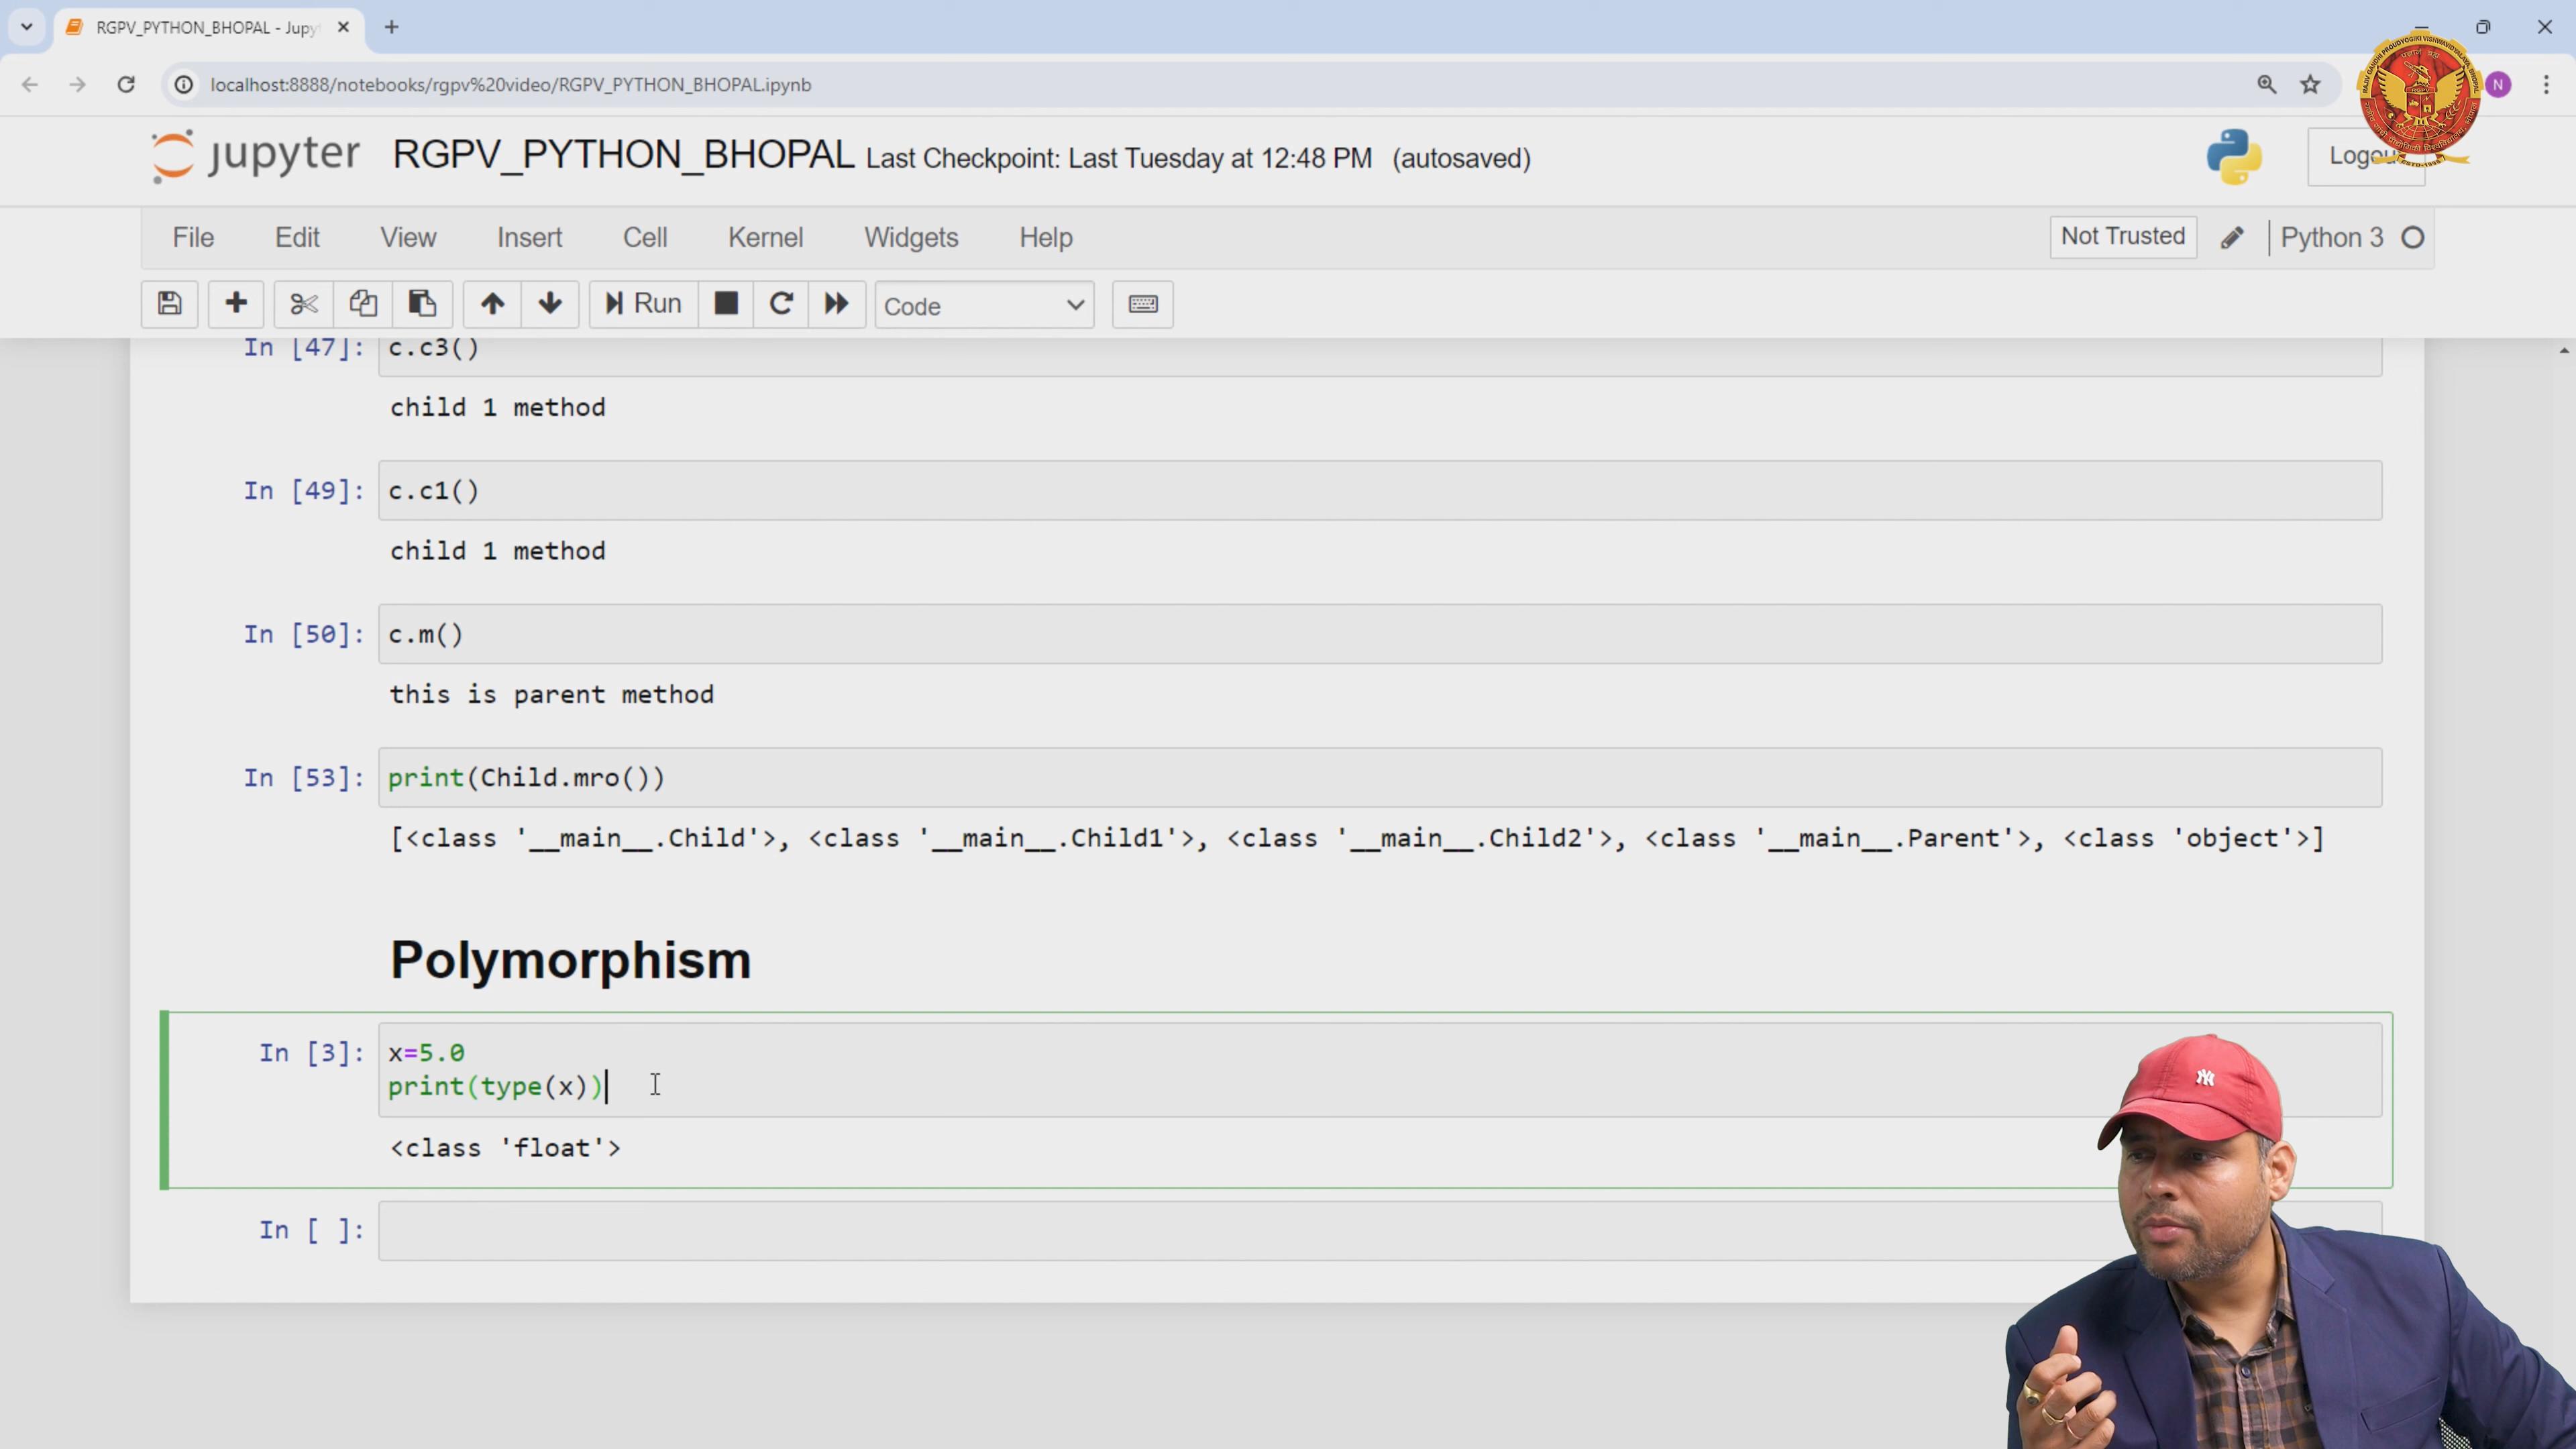 RGPV_PYTHON_BHOPAL - Jupy
localhost:8888/notebooks/rgpv%20video/RGPV_PYTHON_BHOPAL.ipynb
N
jupyter RGPV_PYTHON_BHOPAL Last Checkpoint: Last Tuesday at 12:48 PM (autosaved)
File Edit View Insert Cell Kernel Widgets Help Not Trusted Python 3
Run Code
In [47]: c.c3()
child 1 method
In [49]: c.c1()
child 1 method
In [50]: c.m()
this is parent method
In [53]: print(Child.mro())
[<class '__main__.Child'>, <class '__main__.Child1'>, <class '__main__.Child2'>, <class '__main__.Parent'>, <class 'object'>]
Polymorphism
In [3]: x=5.0
print(type(x))
<class 'float'>
In [ ]: